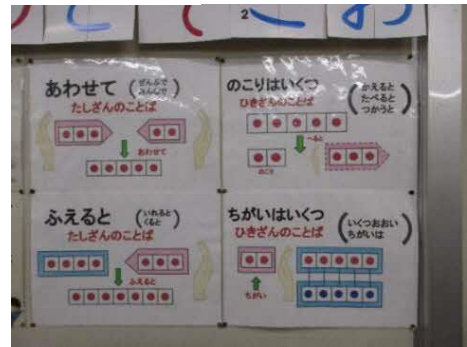 2
あわせて
ぜんぶで
みんなで
たしざんのことば
あわせて
のこりはいくつ
かえると
たべると
つかうと
ひきざんのことば
へると
のこり
ふえると
いれると
くると
たしざんのことば
ふえると
ちがいはいくつ
いくつおおい
ちがいは
ひきざんのことば
ちがい